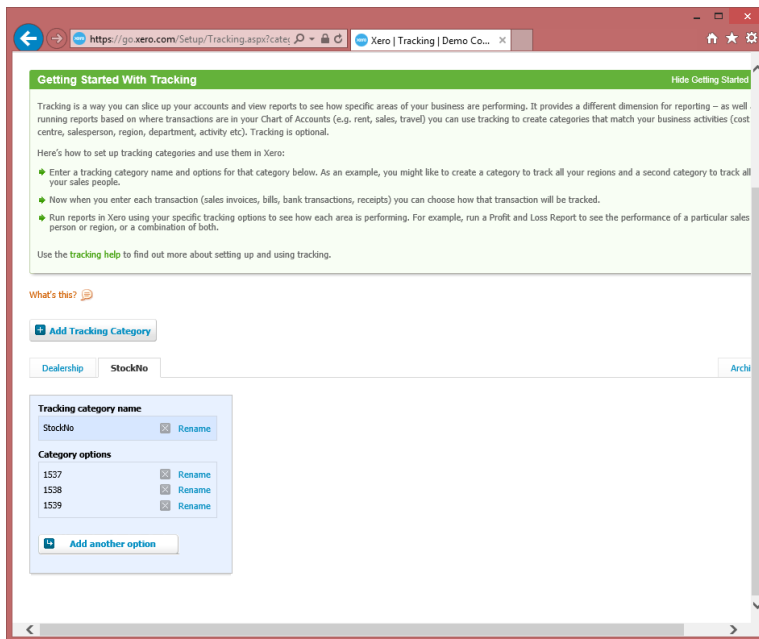 https://go.xero.com/Setup/Tracking.aspx?cate
Xero | Tracking | Demo Co...
Getting Started With Tracking
Hide Getting Started
Tracking is a way you can slice up your accounts and view reports to see how specific areas of your business are performing. It provides a different dimension for reporting – as well
running reports based on where transactions are in your Chart of Accounts (e.g. rent, sales, travel) you can use tracking to create categories that match your business activities (cost
centre, salesperson, region, department, activity etc). Tracking is optional.
Here's how to set up tracking categories and use them in Xero:
Enter a tracking category name and options for that category below. As an example, you might like to create a category to track all your regions and a second category to track all
your sales people.
Now when you enter each transaction (sales invoices, bills, bank transactions, receipts) you can choose how that transaction will be tracked.
Run reports in Xero using your specific tracking options to see how each area is performing. For example, run a Profit and Loss Report to see the performance of a particular sales
person or region, or a combination of both.
Use the tracking help to find out more about setting up and using tracking.
What's this?
Add Tracking Category
Dealership
StockNo
Archi
Tracking category name
StockNo Rename
Category options
1537 Rename
1538 Rename
1539 Rename
Add another option